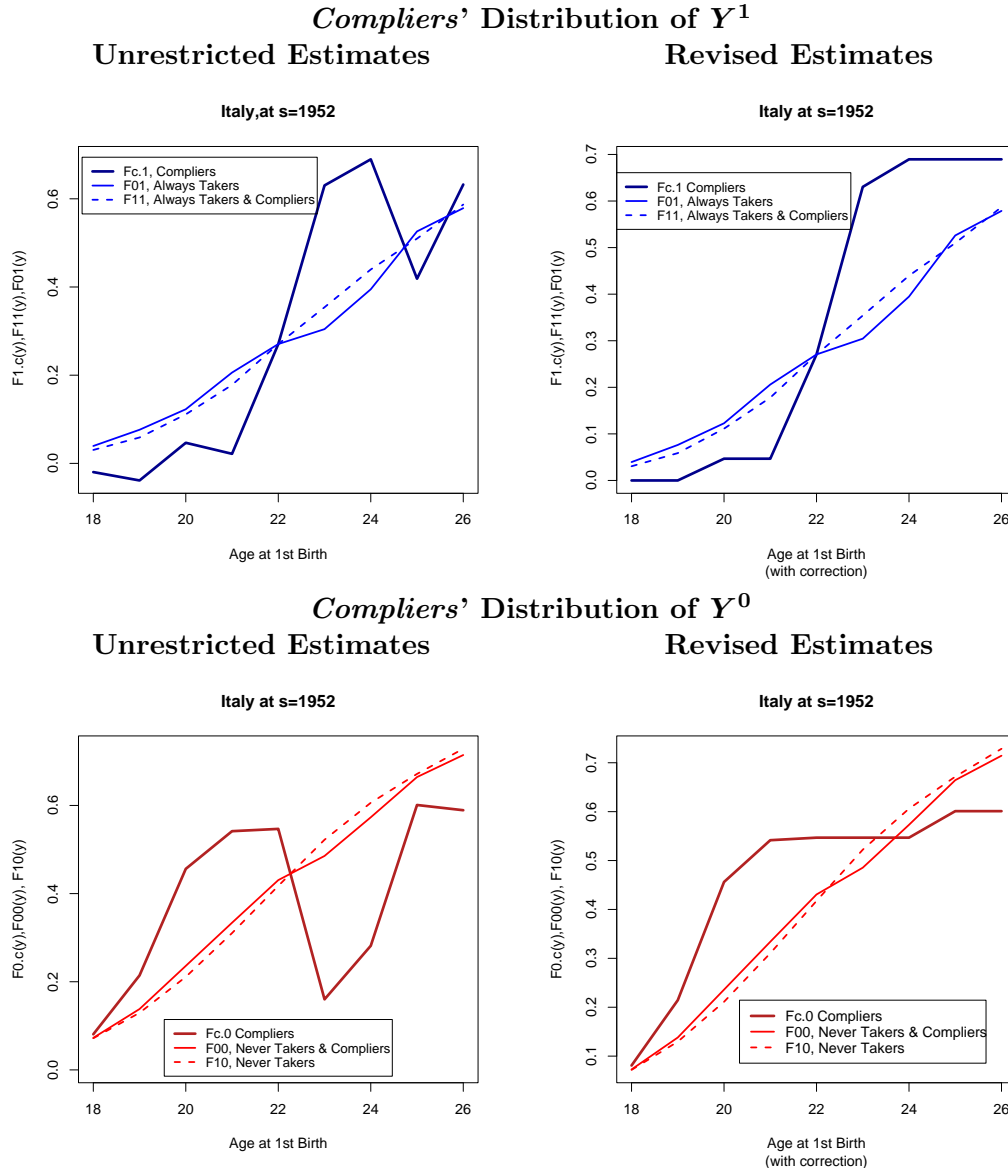 Compliers' Distribution of Y¹
Unrestricted Estimates
Revised Estimates
Italy,at s=1952
F1.c(y),F11(y),F01(y)
0.0
0.2
0.4
0.6
Fc.1, Compliers
F01, Always Takers
F11, Always Takers & Compliers
18
20
22
24
26
Age at 1st Birth
Italy at s=1952
F1.c(y),F11(y),F01(y)
0.0
0.1
0.2
0.3
0.4
0.5
0.6
0.7
Fc.1 Compliers
F01, Always Takers
F11, Always Takers & Compliers
18
20
22
24
26
Age at 1st Birth
(with correction)
Compliers' Distribution of Y⁰
Unrestricted Estimates
Revised Estimates
Italy at s=1952
F0.c(y),F00(y), F10(y)
0.0
0.2
0.4
0.6
Fc.0 Compliers
F00, Never Takers & Compliers
F10, Never Takers
18
20
22
24
26
Age at 1st Birth
Italy at s=1952
F0.c(y),F00(y), F10(y)
0.1
0.2
0.3
0.4
0.5
0.6
0.7
Fc.0 Compliers
F00, Never Takers & Compliers
F10, Never Takers
18
20
22
24
26
Age at 1st Birth
(with correction)